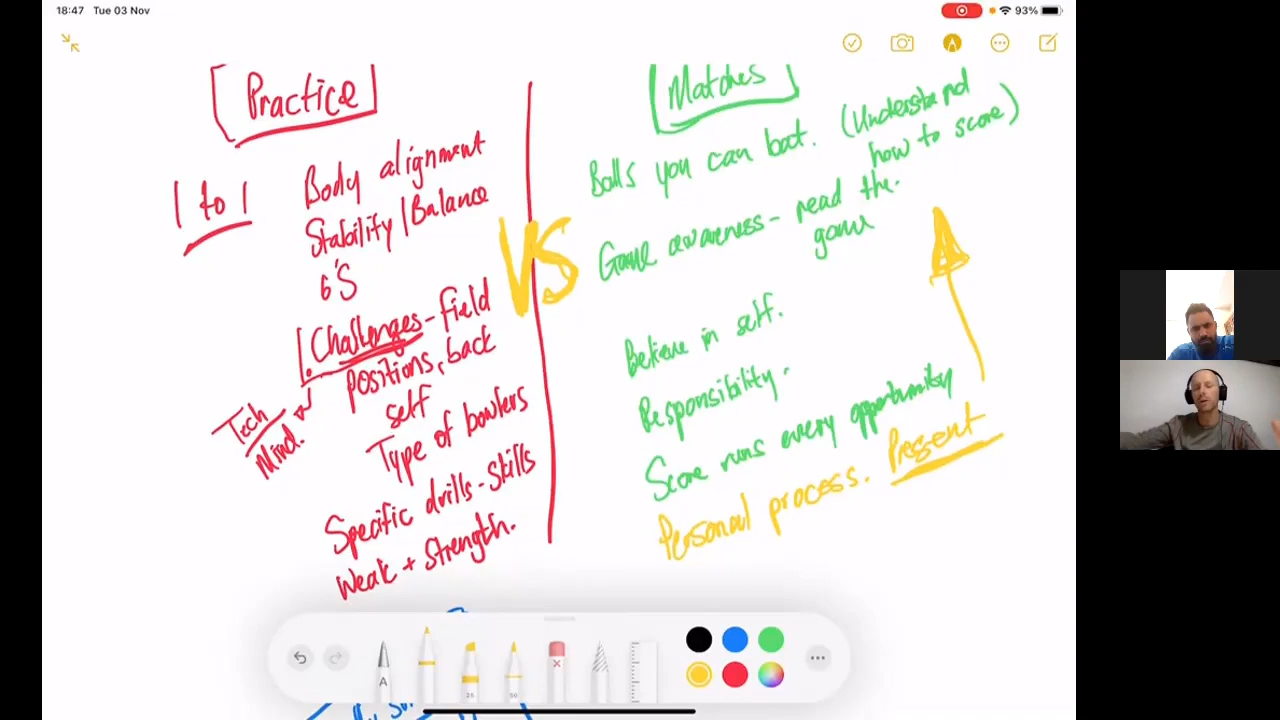 18:47 Tue 03 Nov
93%
Practice
1 to 1
Body alignment
Stability/Balance
6'S
Challenges - field
positions, back
self
Tech
Mind.
Type of bowlers
Specific drills - skills
Weak + Strength.
VS
Matches
Balls you can bat. (Understand
how to score)
Game awareness - read the.
game
Believe in self.
Responsibility.
Score runs every opportunity
Personal process. Present
A
25
50